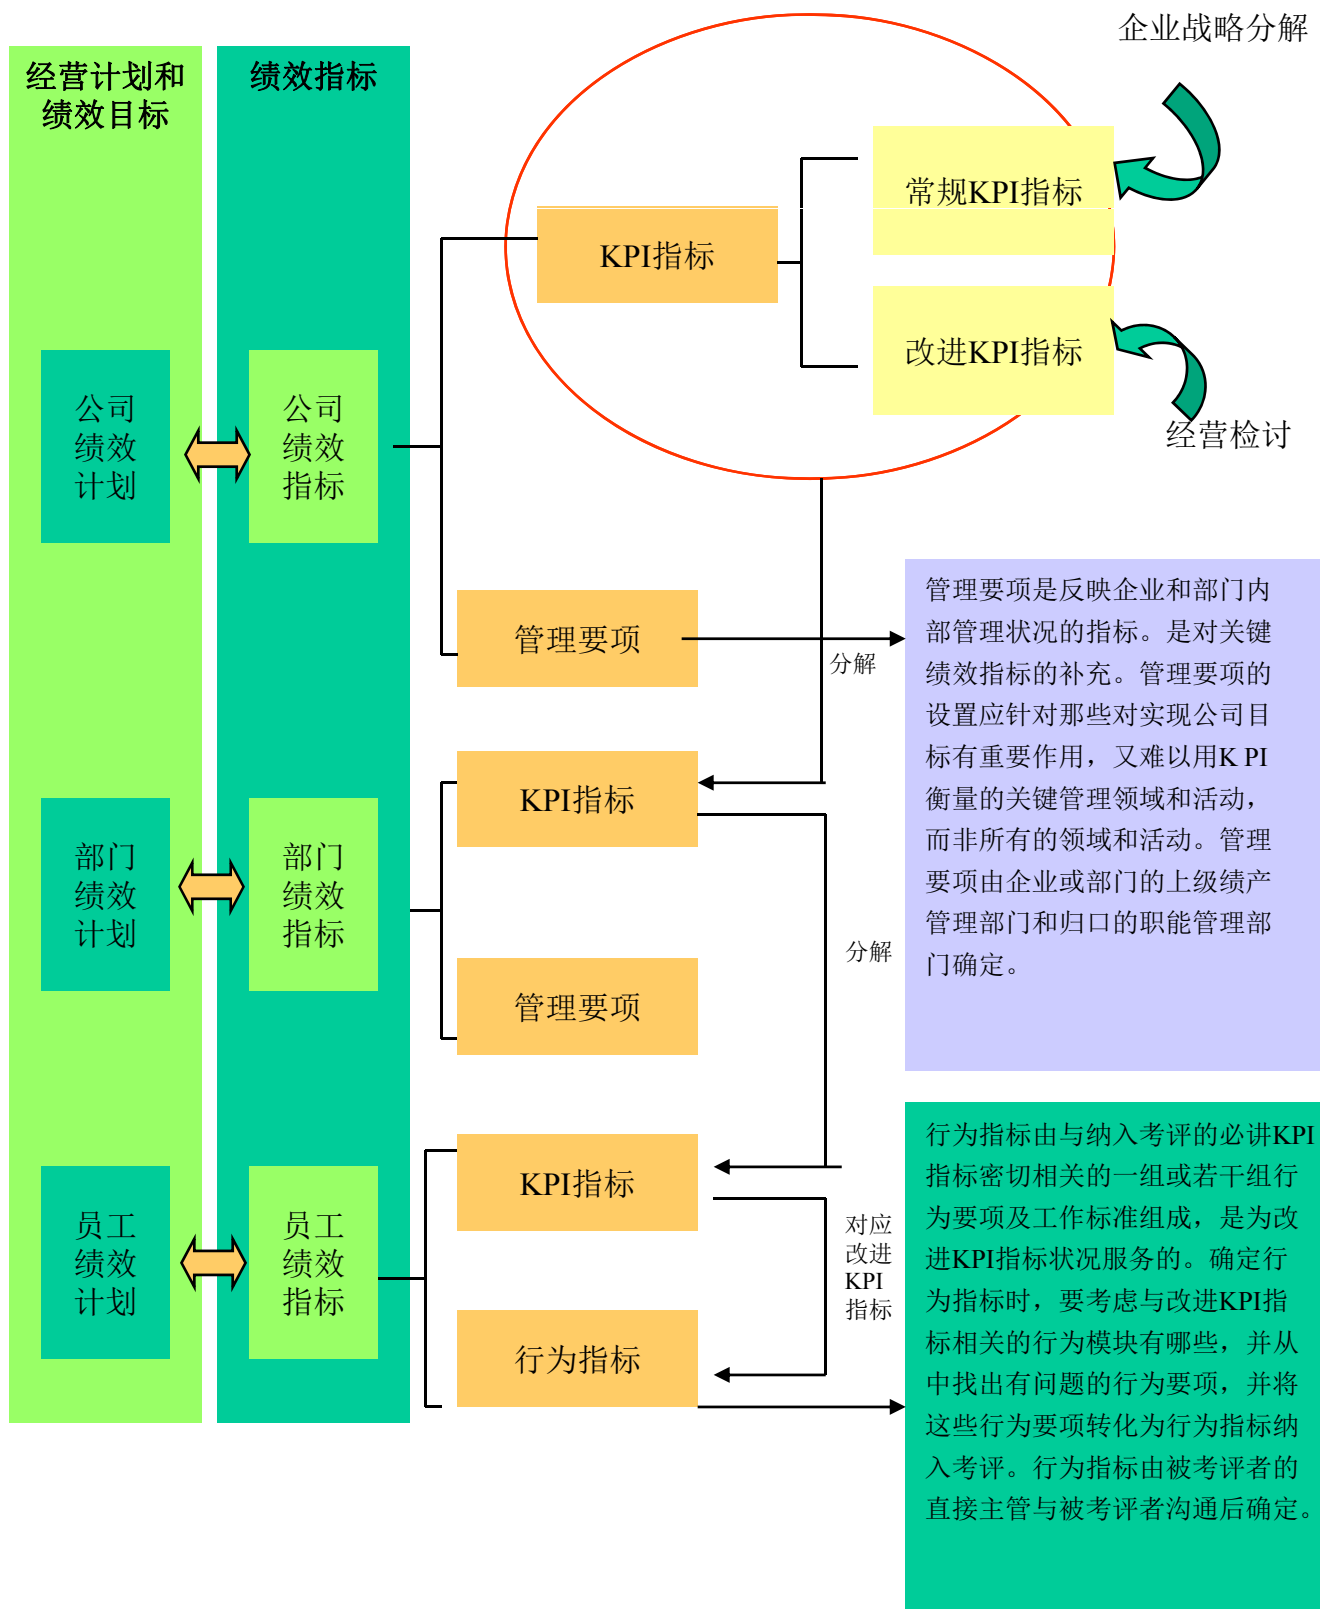 企业战略分解
经营计划和
绩效目标
绩效指标
常规KPI指标
KPI指标
改进KPI指标
经营检讨
公司
绩效
计划
公司
绩效
指标
管理要项
分解
管理要项是反映企业和部门内
部管理状况的指标。是对关键
绩效指标的补充。管理要项的
设置应针对那些对实现公司目
标有重要作用，又难以用K PI
衡量的关键管理领域和活动，
而非所有的领域和活动。管理
要项由企业或部门的上级绩产
管理部门和归口的职能管理部
门确定。
KPI指标
部门
绩效
计划
部门
绩效
指标
分解
管理要项
KPI指标
员工
绩效
计划
员工
绩效
指标
对应
改进
KPI
指标
行为指标
行为指标由与纳入考评的必讲KPI
指标密切相关的一组或若干组行
为要项及工作标准组成，是为改
进KPI指标状况服务的。确定行
为指标时，要考虑与改进KPI指
标相关的行为模块有哪些，并从
中找出有问题的行为要项，并将
这些行为要项转化为行为指标纳
入考评。行为指标由被考评者的
直接主管与被考评者沟通后确定。